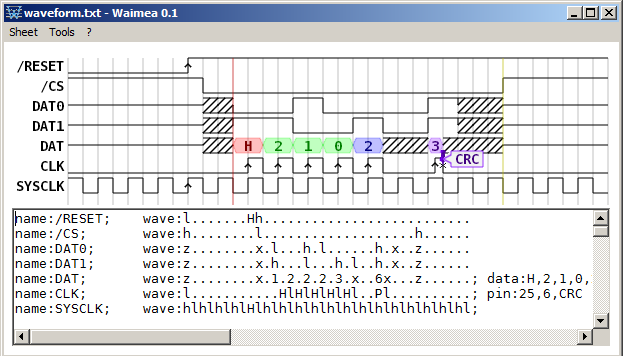 waveform.txt - Waimea 0.1
Sheet Tools ?
/RESET
/CS
DAT0
DAT1
DAT H 2 1 0 2 3
CLK CRC
SYSCLK
name:/RESET; wave:l.......Hh...........................
name:/CS; wave:h........l....................h......
name:DAT0; wave:z........x.l...h.l.......h.x..z......
name:DAT1; wave:z........x.h...l...h.l..h.x..z......
name:DAT; wave:z........x.1.2.2.2.3.x..6x...z......; data:H,2,1,0,
name:CLK; wave:l...........HlHlHlHlHl..Pl..........; pin:25,6,CRC
name:SYSCLK; wave:hlhlhlhlHlhlhlhlhlhlhlhlhlhlhlhlhlhl;